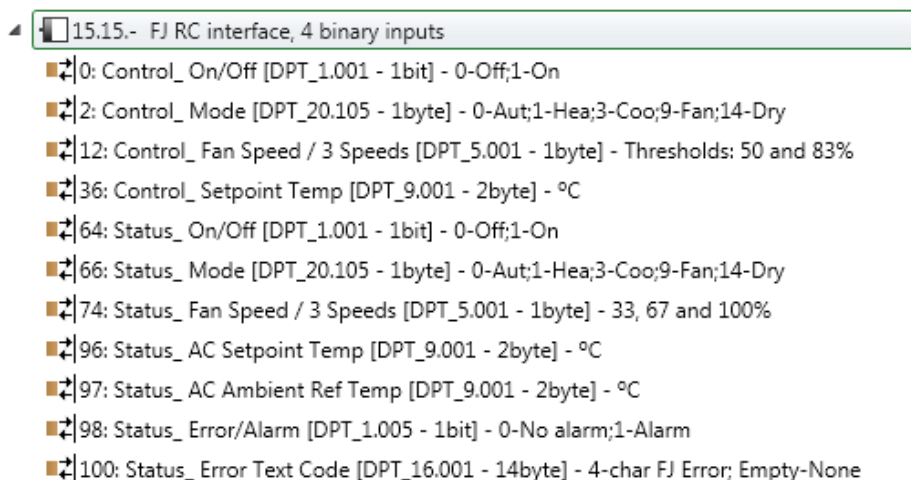 15.15.- FJ RC interface, 4 binary inputs
0: Control_ On/Off [DPT_1.001 - 1bit] - 0-Off;1-On
2: Control_ Mode [DPT_20.105 - 1byte] - 0-Aut;1-Hea;3-Coo;9-Fan;14-Dry
12: Control_ Fan Speed / 3 Speeds [DPT_5.001 - 1byte] - Thresholds: 50 and 83%
36: Control_ Setpoint Temp [DPT_9.001 - 2byte] - ºC
64: Status_ On/Off [DPT_1.001 - 1bit] - 0-Off;1-On
66: Status_ Mode [DPT_20.105 - 1byte] - 0-Aut;1-Hea;3-Coo;9-Fan;14-Dry
74: Status_ Fan Speed / 3 Speeds [DPT_5.001 - 1byte] - 33, 67 and 100%
96: Status_ AC Setpoint Temp [DPT_9.001 - 2byte] - ºC
97: Status_ AC Ambient Ref Temp [DPT_9.001 - 2byte] - ºC
98: Status_ Error/Alarm [DPT_1.005 - 1bit] - 0-No alarm;1-Alarm
100: Status_ Error Text Code [DPT_16.001 - 14byte] - 4-char FJ Error; Empty-None